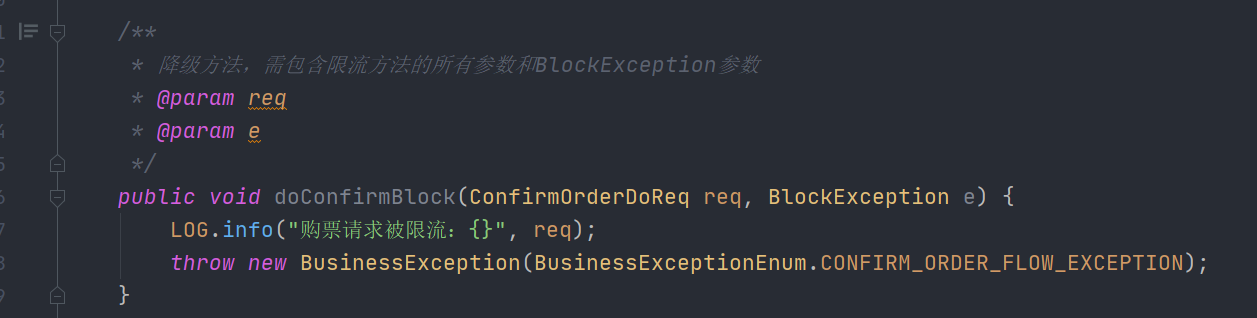 /**
* 降级方法，需包含限流方法的所有参数和BlockException参数
* @param req
* @param e
*/
public void doConfirmBlock(ConfirmOrderDoReq req, BlockException e) {
LOG.info("购票请求被限流：{}", req);
throw new BusinessException(BusinessExceptionEnum.CONFIRM_ORDER_FLOW_EXCEPTION);
}